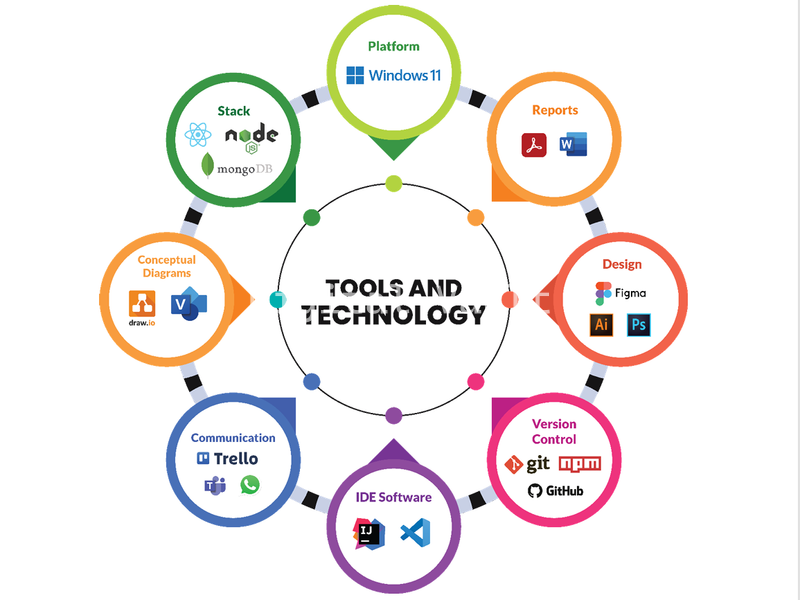 Platform
Windows 11
Reports
W
Design
Figma
Ai
Ps
Version
Control
git
npm
GitHub
IDE Software
IJ
Communication
Trello
Conceptual
Diagrams
draw.io
V
Stack
node
JS
mongoDB
TOOLS AND
TECHNOLOGY